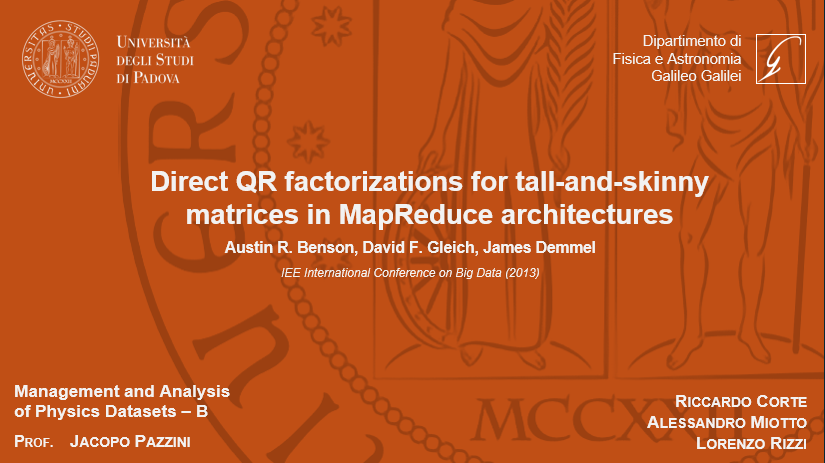 UNIVERSITÀ
DEGLI STUDI
DI PADOVA
Dipartimento di
Fisica e Astronomia
Galileo Galilei
Direct QR factorizations for tall-and-skinny
matrices in MapReduce architectures
Austin R. Benson, David F. Gleich, James Demmel
IEE International Conference on Big Data (2013)
Management and Analysis
of Physics Datasets – B
PROF. JACOPO PAZZINI
RICCARDO CORTE
ALESSANDRO MIOTTO
LORENZO RIZZI